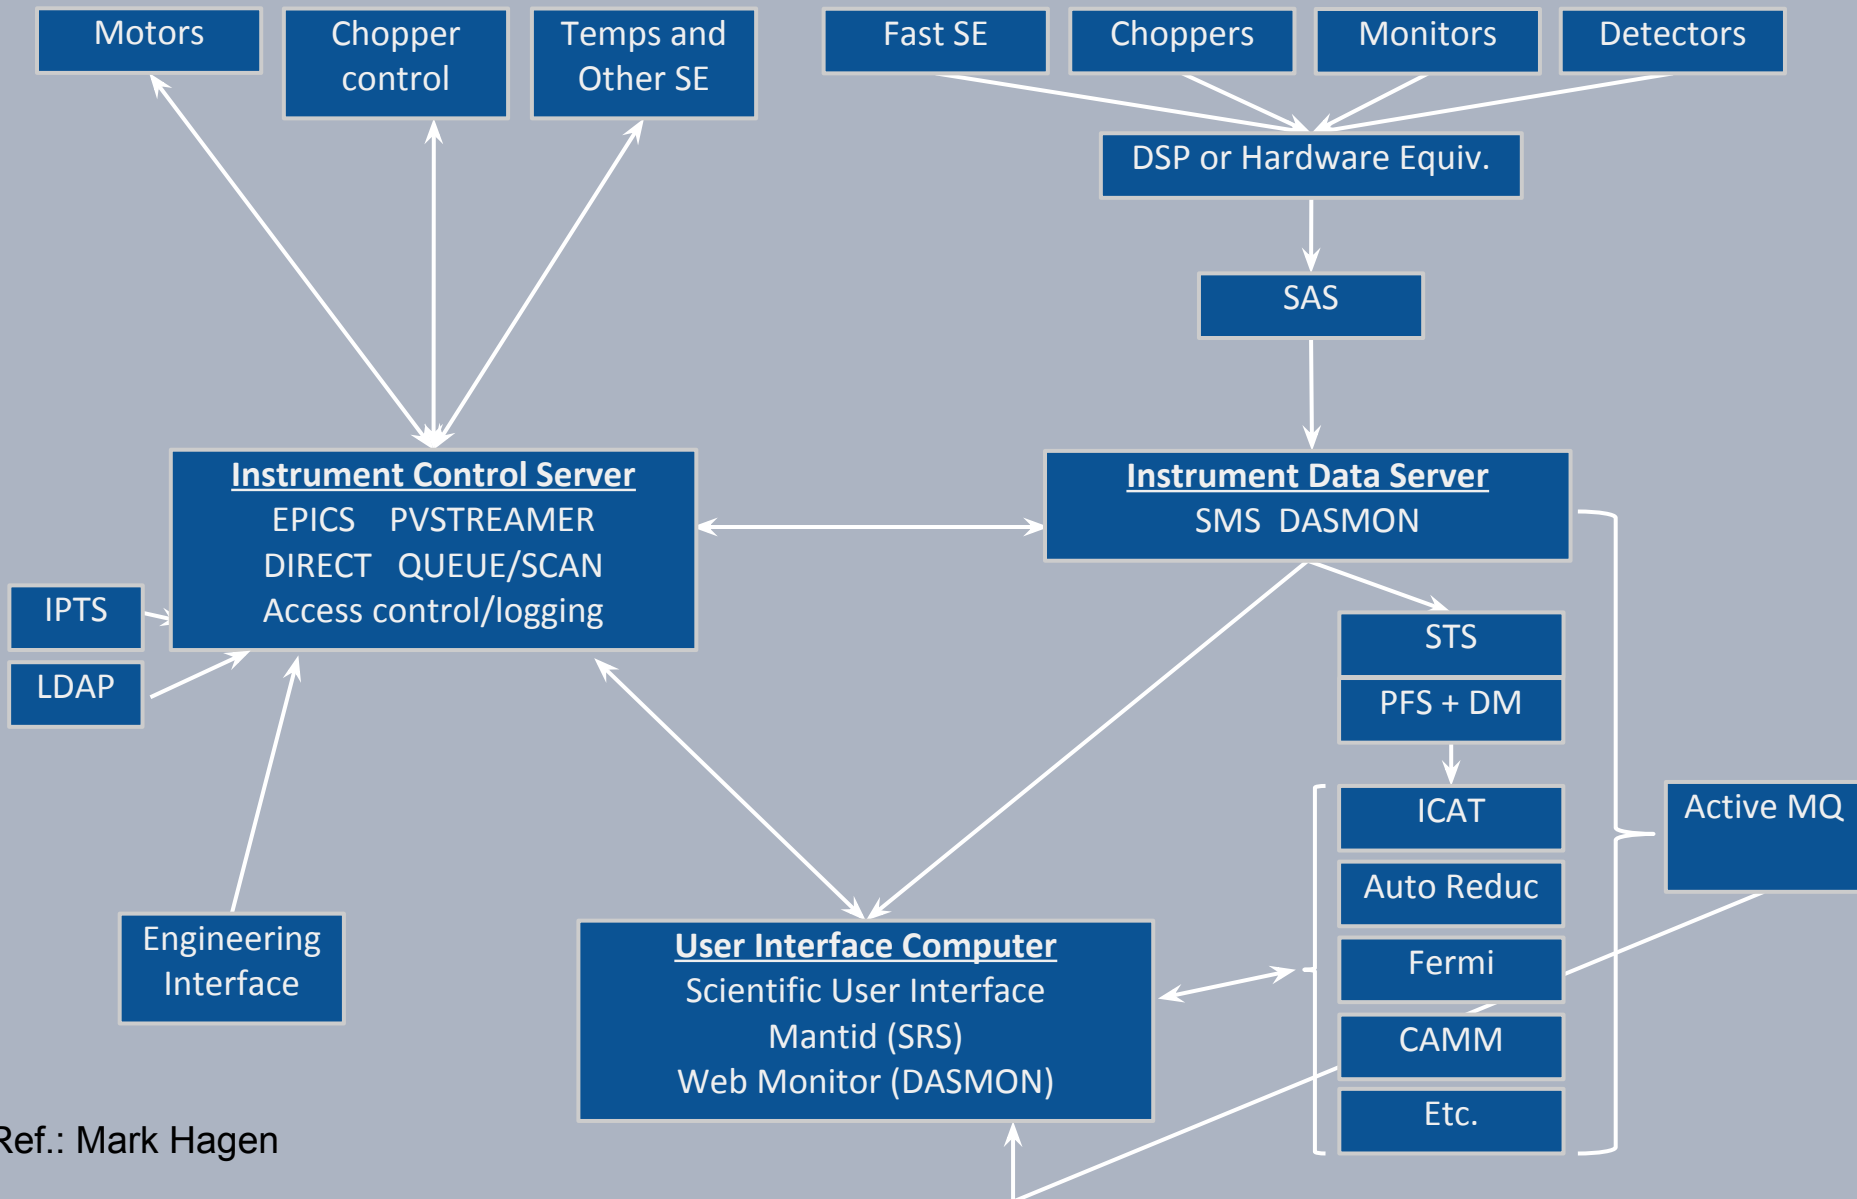 Motors
Chopper
control
Temps and
Other SE
Fast SE
Choppers
Monitors
Detectors
DSP or Hardware Equiv.
SAS
Instrument Control Server
EPICS PVSTREAMER
DIRECT QUEUE/SCAN
Access control/logging
Instrument Data Server
SMS DASMON
IPTS
LDAP
STS
PFS + DM
ICAT
Auto Reduc
Fermi
CAMM
Etc.
Active MQ
Engineering
Interface
User Interface Computer
Scientific User Interface
Mantid (SRS)
Web Monitor (DASMON)
Ref.: Mark Hagen